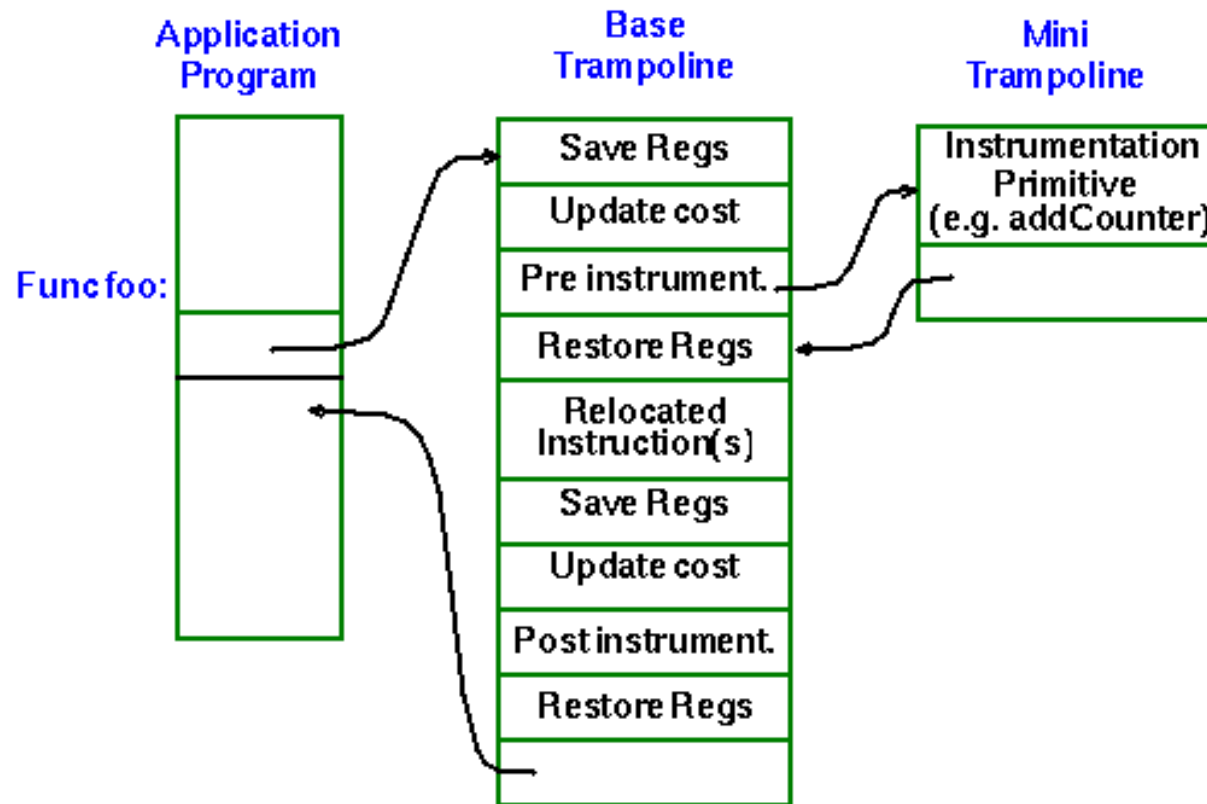 Application
Program
Base
Trampoline
Mini
Trampoline
Func foo:
Save Regs
Update cost
Pre instrument.
Restore Regs
Relocated
Instruction(s)
Save Regs
Update cost
Post instrument.
Restore Regs
Instrumentation
Primitive
(e.g. addCounter)